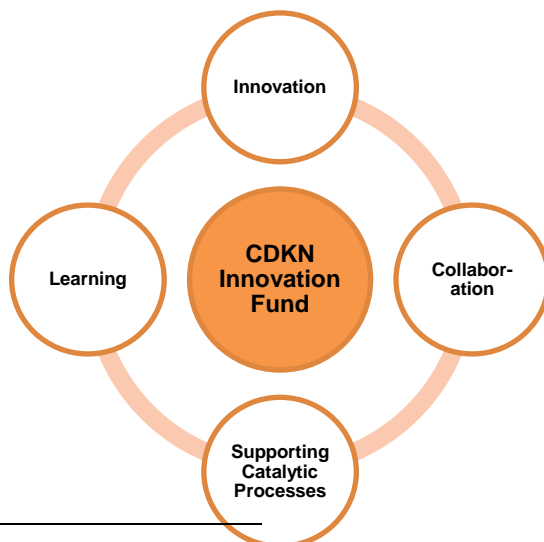 Innovation
Learning
CDKN
Innovation
Fund
Collabor-
ation
Supporting
Catalytic
Processes